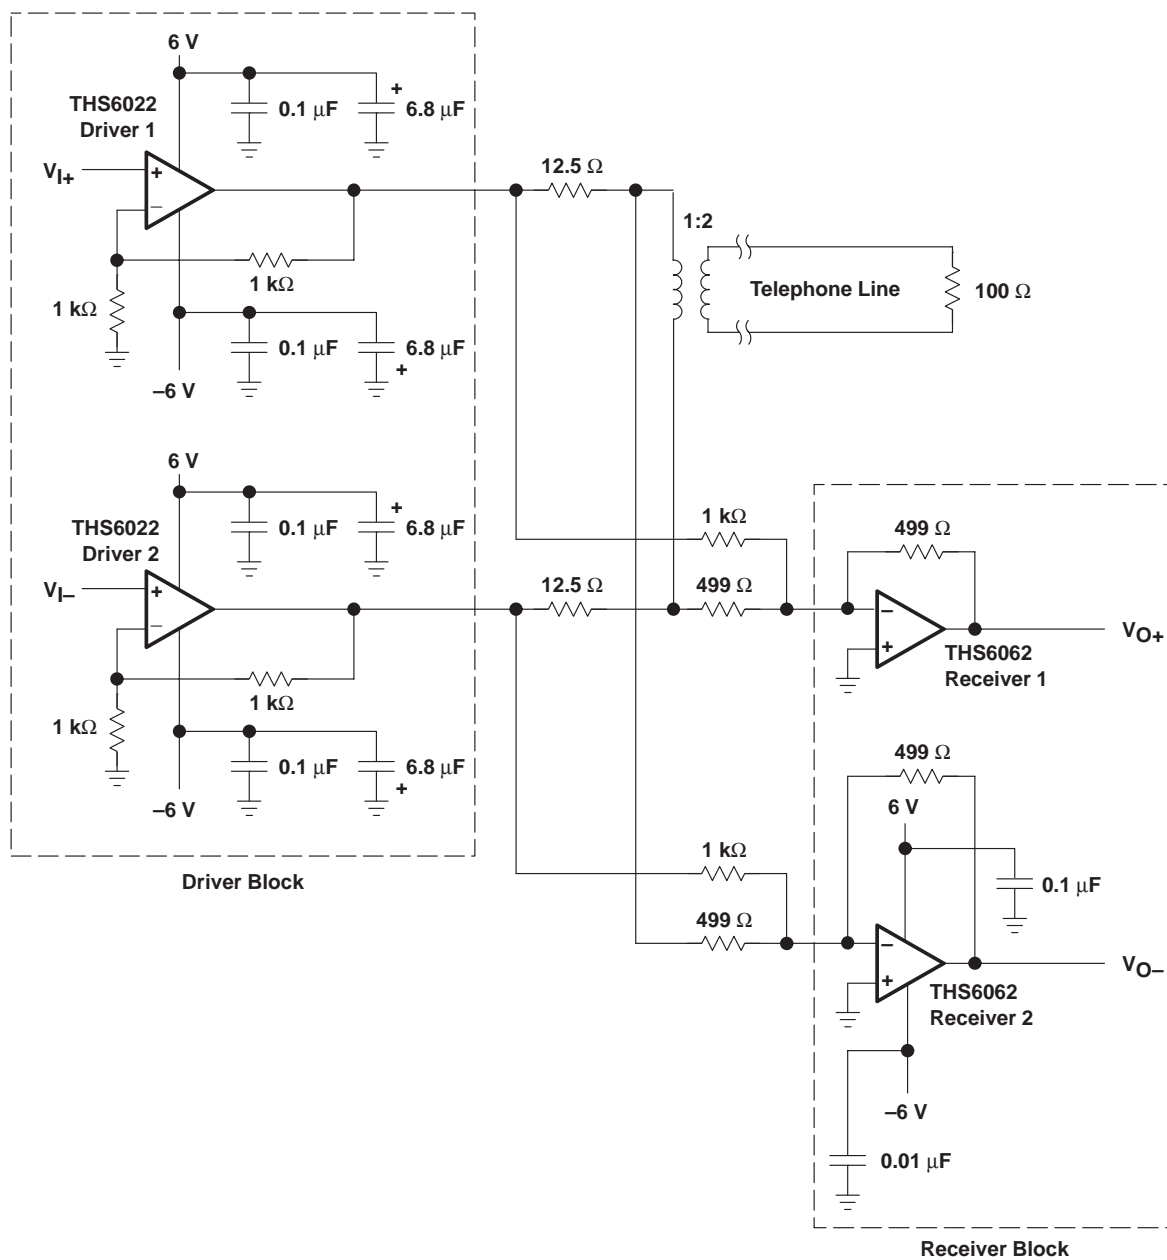 6 V
THS6022
Driver 1
+
0.1 μF
6.8 μF
VI+
+
−
12.5 Ω
1:2
1 kΩ
1 kΩ
Telephone Line
100 Ω
0.1 μF
6.8 μF
+
–6 V
6 V
THS6022
Driver 2
+
0.1 μF
6.8 μF
1 kΩ
499 Ω
VI–
+
−
12.5 Ω
499 Ω
−
+
VO+
THS6062
Receiver 1
1 kΩ
1 kΩ
0.1 μF
6.8 μF
+
–6 V
499 Ω
6 V
Driver Block
1 kΩ
0.1 μF
499 Ω
−
+
VO–
THS6062
Receiver 2
–6 V
0.01 μF
Receiver Block